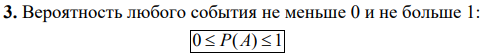 3. Вероятность любого события не меньше 0 и не больше 1:
0 ≤ P(A) ≤ 1